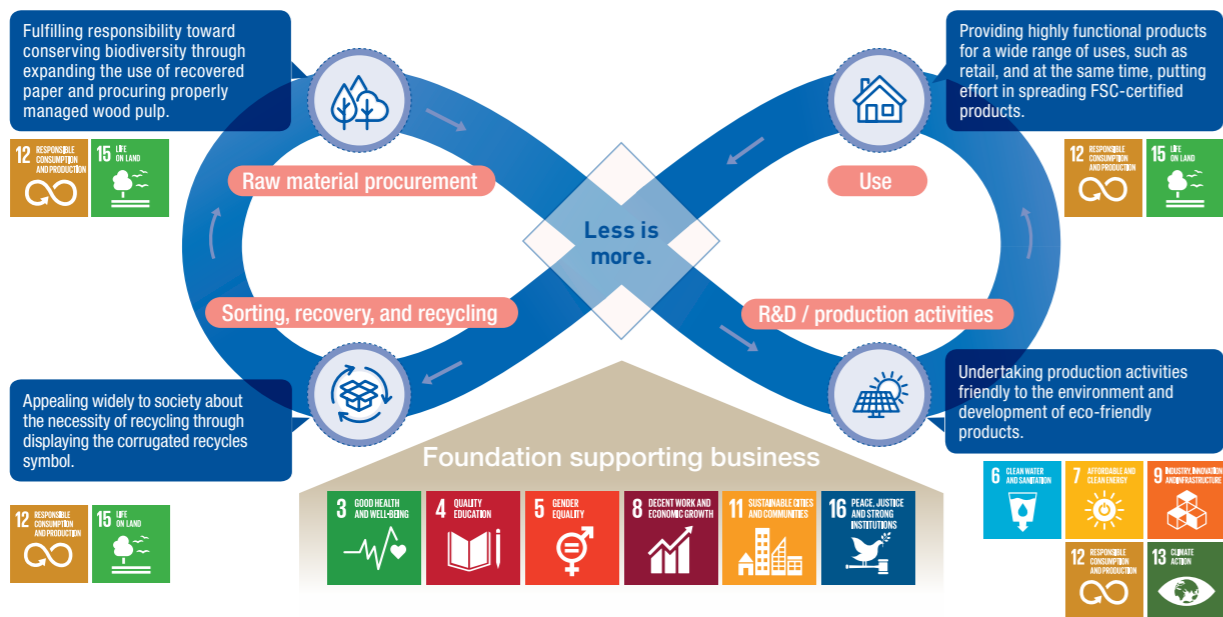 Fulfilling responsibility toward
conserving biodiversity through
expanding the use of recovered
paper and procuring properly
managed wood pulp.
12 RESPONSIBLE
CONSUMPTION
AND PRODUCTION
15 LIFE
ON LAND
Raw material procurement
Providing highly functional products
for a wide range of uses, such as
retail, and at the same time, putting
effort in spreading FSC-certified
products.
12 RESPONSIBLE
CONSUMPTION
AND PRODUCTION
15 LIFE
ON LAND
Use
Less is
more.
Sorting, recovery, and recycling
R&D / production activities
Appealing widely to society about
the necessity of recycling through
displaying the corrugated recycles
symbol.
12 RESPONSIBLE
CONSUMPTION
AND PRODUCTION
15 LIFE
ON LAND
Undertaking production activities
friendly to the environment and
development of eco-friendly
products.
6 CLEAN WATER
AND SANITATION
7 AFFORDABLE AND
CLEAN ENERGY
9 INDUSTRY, INNOVATION
AND INFRASTRUCTURE
12 RESPONSIBLE
CONSUMPTION
AND PRODUCTION
13 CLIMATE
ACTION
Foundation supporting business
3 GOOD HEALTH
AND WELL-BEING
4 QUALITY
EDUCATION
5 GENDER
EQUALITY
8 DECENT WORK AND
ECONOMIC GROWTH
11 SUSTAINABLE CITIES
AND COMMUNITIES
16 PEACE, JUSTICE
AND STRONG
INSTITUTIONS